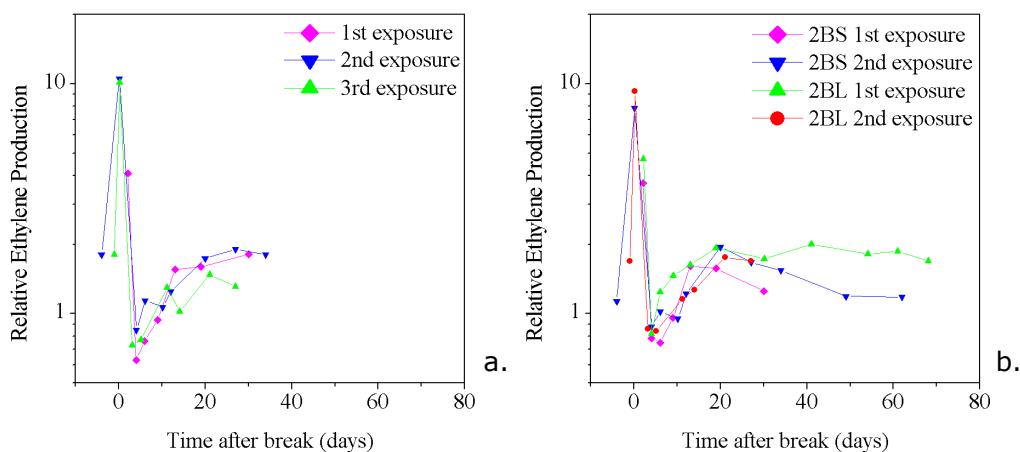 1st exposure
2nd exposure
3rd exposure
10
1
Relative Ethylene Production
0
20
40
60
80
Time after break (days)
a.
2BS 1st exposure
2BS 2nd exposure
2BL 1st exposure
2BL 2nd exposure
10
1
Relative Ethylene Production
0
20
40
60
80
Time after break (days)
b.